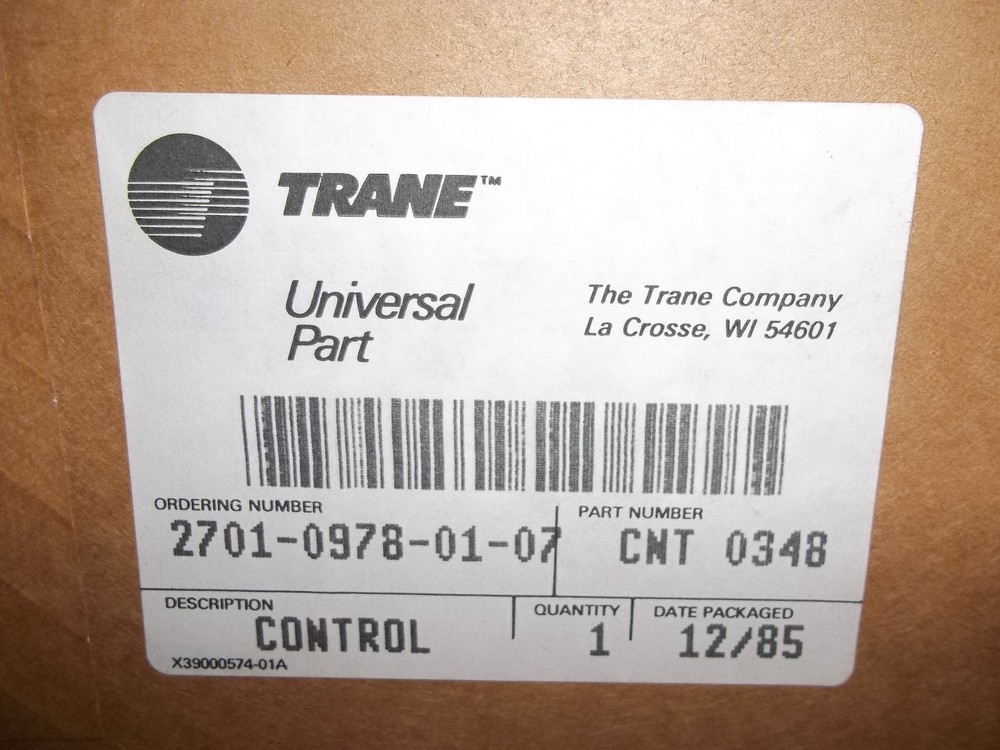 TRANE™
Universal
Part
The Trane Company
La Crosse, WI 54601
ORDERING NUMBER
2701-0978-01-07
PART NUMBER
CNT 0348
DESCRIPTION
CONTROL
QUANTITY
1
DATE PACKAGED
12/85
X39000574-01A